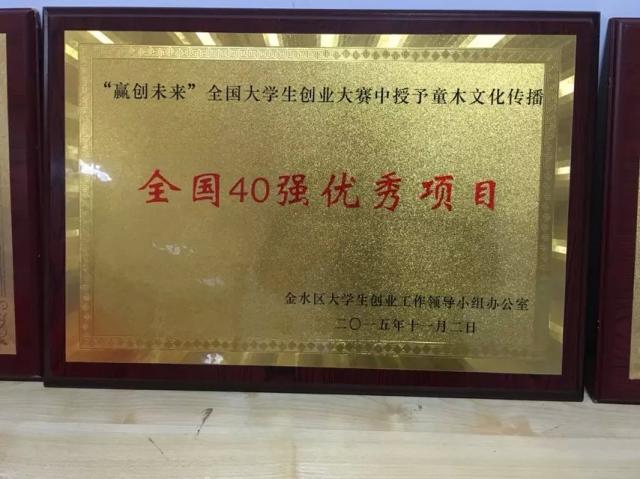 “赢创未来”全国大学生创业大赛中授予童木文化传播
全国40强优秀项目
金水区大学生创业工作领导小组办公室
二〇一五年十一月二日